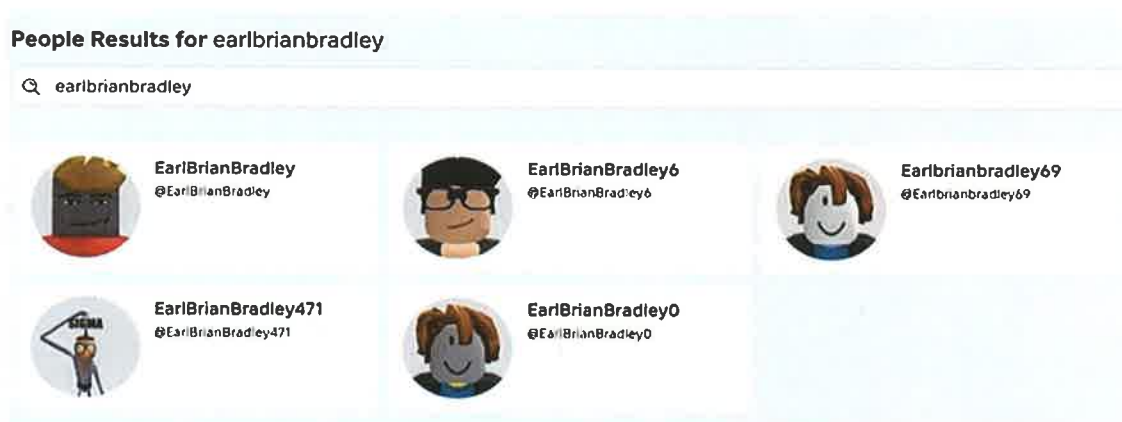 People Results for earlbrianbradley
earlbrianbradley
EarlBrianBradley
@EarlBrianBradley
EarlBrianBradley6
@EarlBrianBradley6
Earlbrianbradley69
@Earlbrianbradley69
SIGMA
EarlBrianBradley471
@EarlBrianBradley471
EarlBrianBradley0
@EarlBrianBradley0